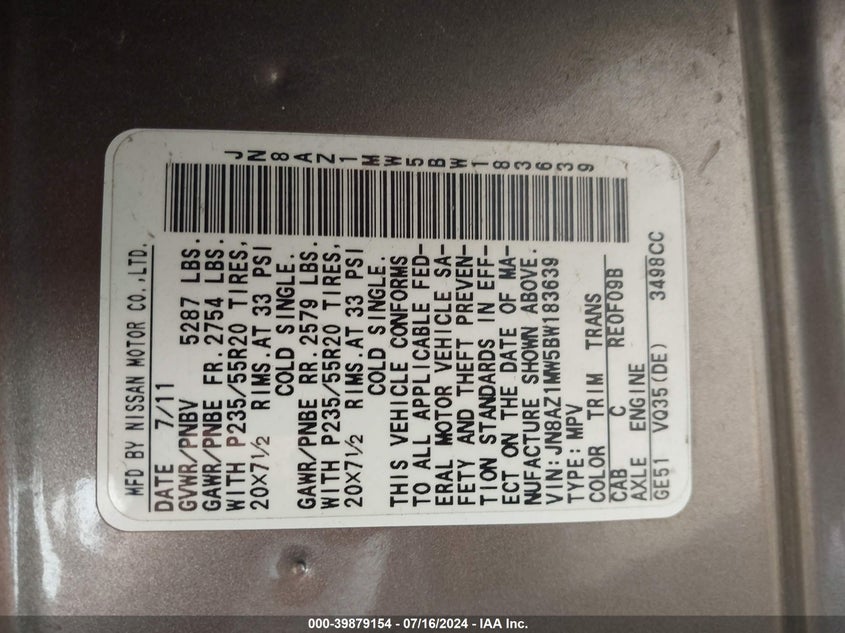 MFD BY NISSAN MOTOR CO.,LTD.
DATE 7/11
GVWR/PNBV 5287 LBS.
GAWR/PNBE FR. 2754 LBS.
WITH P235/55R20 TIRES,
20X7 1/2 RIMS.AT 33 PSI
COLD SINGLE.
GAWR/PNBE RR. 2579 LBS.
WITH P235/55R20 TIRES,
20X7 1/2 RIMS.AT 33 PSI
COLD SINGLE.
THIS VEHICLE CONFORMS
TO ALL APPLICABLE FED-
ERAL MOTOR VEHICLE SA-
FETY AND THEFT PREVEN-
TION STANDARDS IN EFF-
ECT ON THE DATE OF MA-
NUFACTURE SHOWN ABOVE.
VIN:JN8AZ1MW5BW183639
TYPE: MPV
COLOR TRIM TRANS
CAB C RE0F09B
AXLE ENGINE
GE51 VQ35(DE) 3498CC
JN8AZ1MW5BW183639
000-39879154 - 07/16/2024 - IAA Inc.